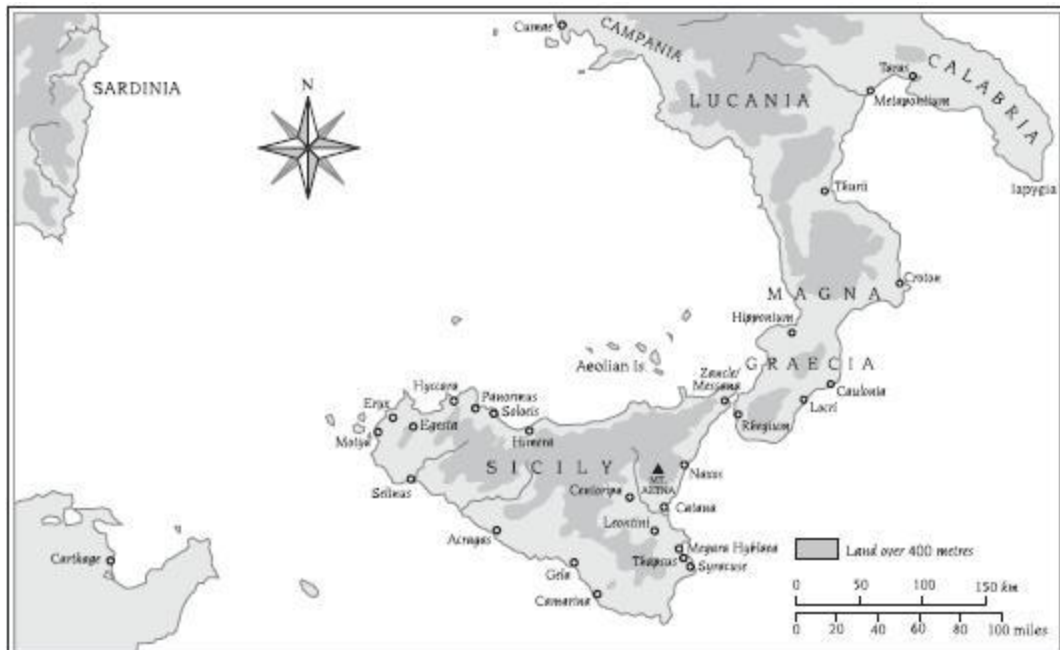 Cumae
CAMPANIA
CALABRIA
Taras
SARDINIA
N
LUCANIA
Metapontium
Thurii
Iapygia
Croton
MAGNA
Hipponium
GRAECIA
Aeolian Is.
Zancle/
Messana
Caulonia
Hyccara
Panormus
Locri
Eryx
Soloeis
Rhegium
Motya
Egesta
Himera
SICILY
Naxus
MT.
AETNA
Selinus
Centoripa
Catana
Leontini
Acragas
Megara Hyblaea
Land over 400 metres
Carthage
Thapsus
Syracuse
Gela
0 50 100 150 km
Camarina
0 20 40 60 80 100 miles